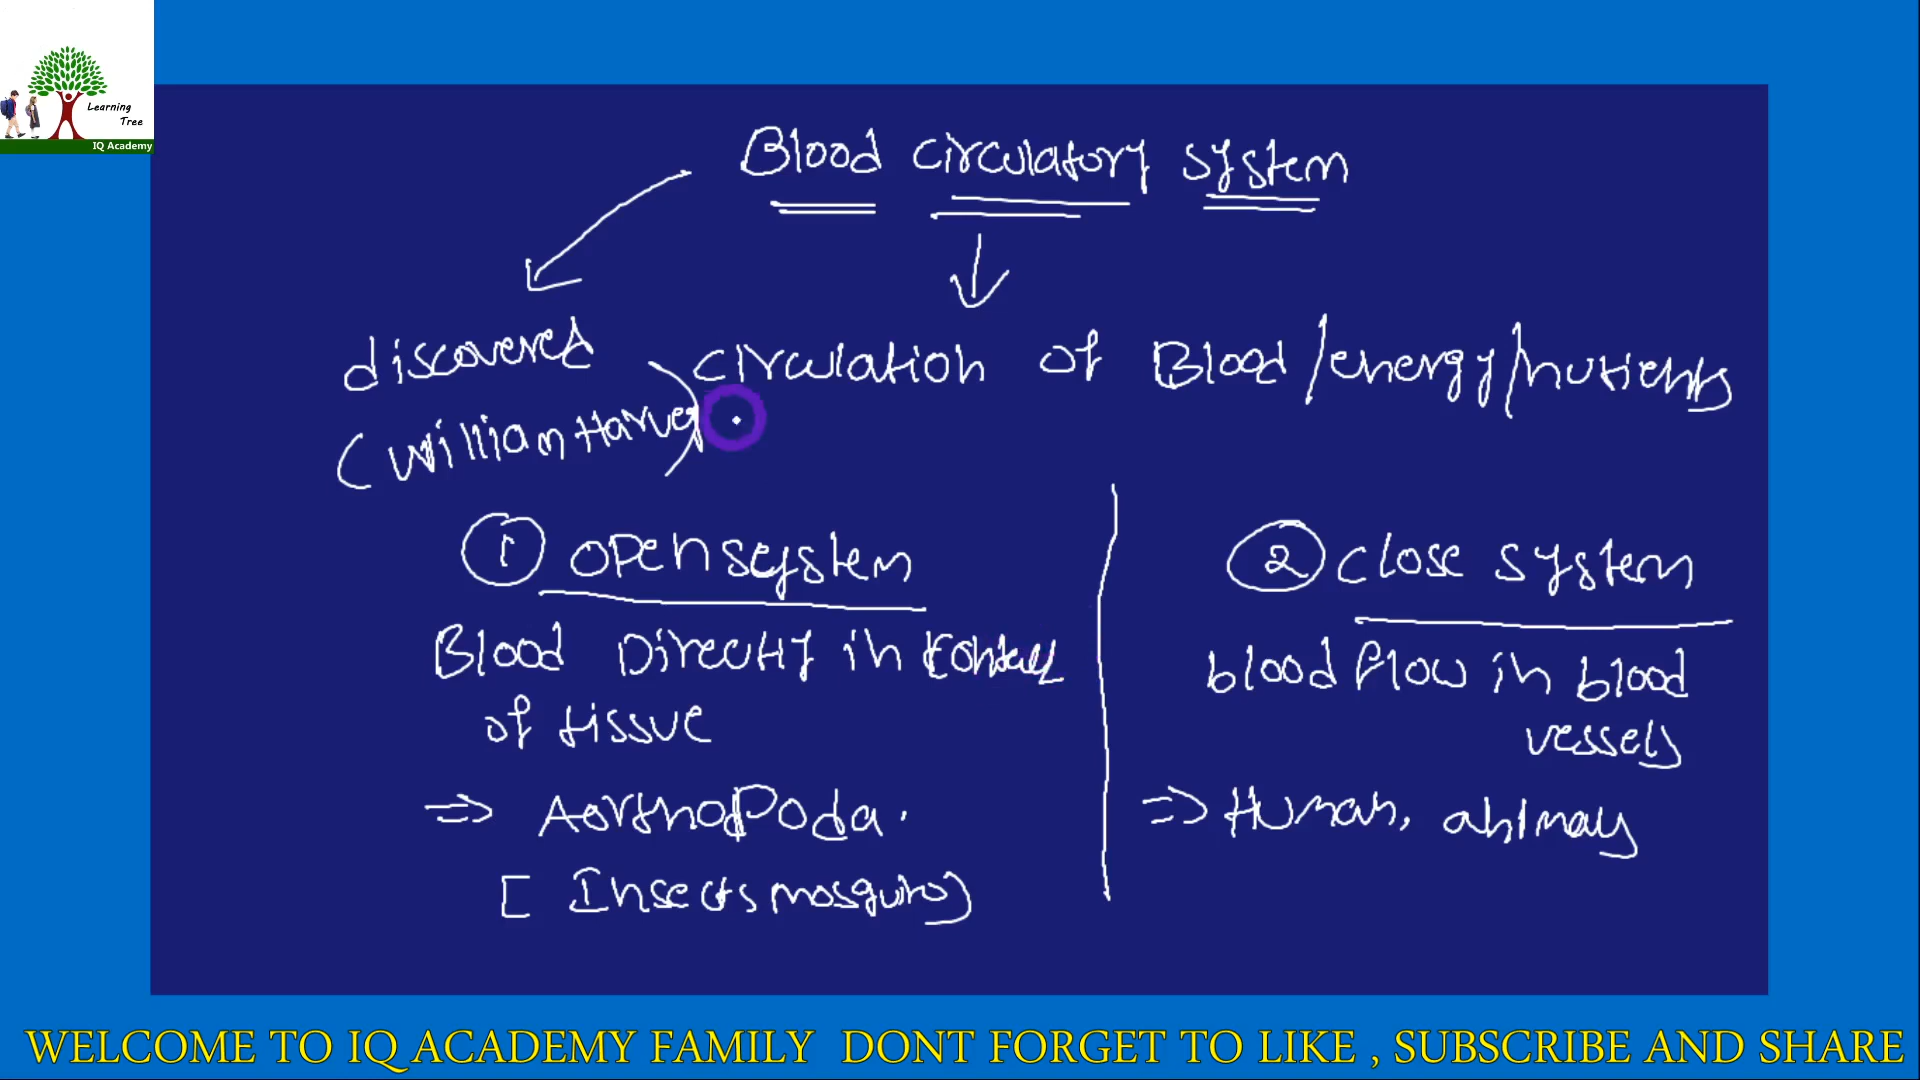 Learning
Tree
IQ Academy
Blood circulatory system
discovered
(Willian Harvey)
circulation of Blood/energy/nutrients
1 open system
Blood Directly in contact
of tissue
⇒ AorthoPoda.
[Insects mosquito]
2 close system
blood flow in blood
vessels
⇒ Human, animals
WELCOME TO IQ ACADEMY FAMILY DONT FORGET TO LIKE , SUBSCRIBE AND SHARE